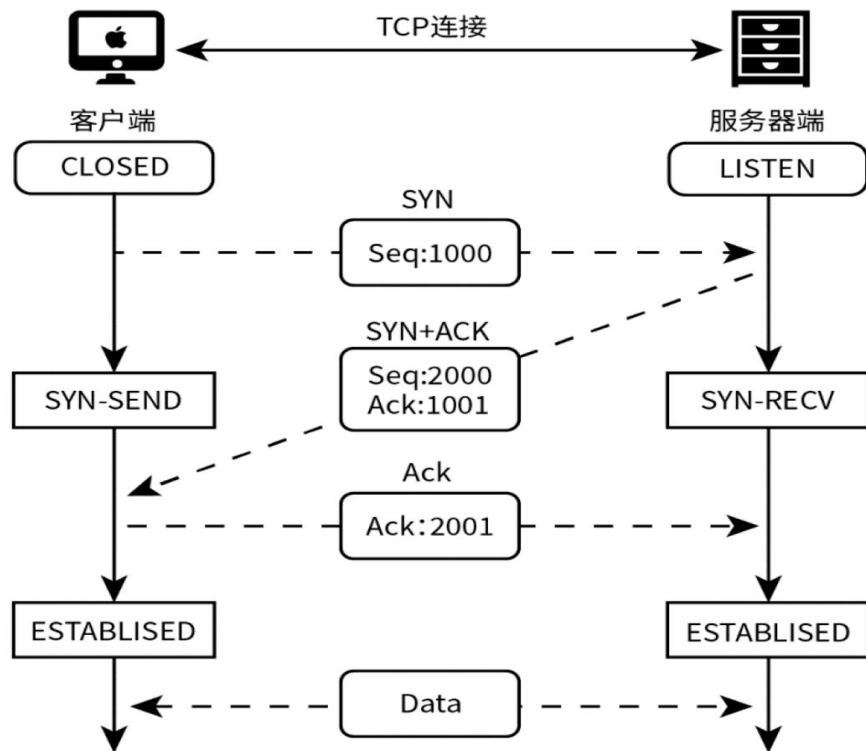 TCP连接
客户端
服务器端
CLOSED
LISTEN
SYN
Seq:1000
SYN+ACK
Seq:2000
Ack:1001
SYN-SEND
SYN-RECV
Ack
Ack:2001
ESTABLISED
ESTABLISED
Data